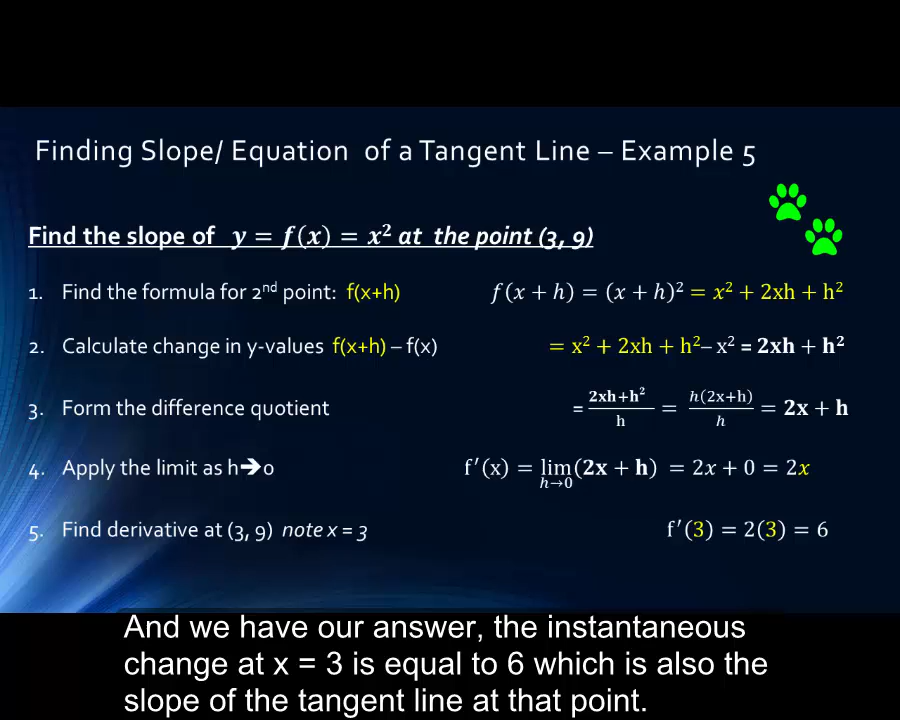 Finding Slope/ Equation of a Tangent Line – Example 5
Find the slope of y = f(x) = x² at the point (3, 9)
1. Find the formula for 2nd point: f(x+h) f(x + h) = (x + h)² = x² + 2xh + h²
2. Calculate change in y-values f(x+h) – f(x) = x² + 2xh + h² – x² = 2xh + h²
3. Form the difference quotient = 2xh+h²/h = h(2x+h)/h = 2x + h
4. Apply the limit as h➔0 f′(x) = lim h→0 (2x + h) = 2x + 0 = 2x
5. Find derivative at (3, 9) note x = 3 f′(3) = 2(3) = 6
And we have our answer, the instantaneous
change at x = 3 is equal to 6 which is also the
slope of the tangent line at that point.